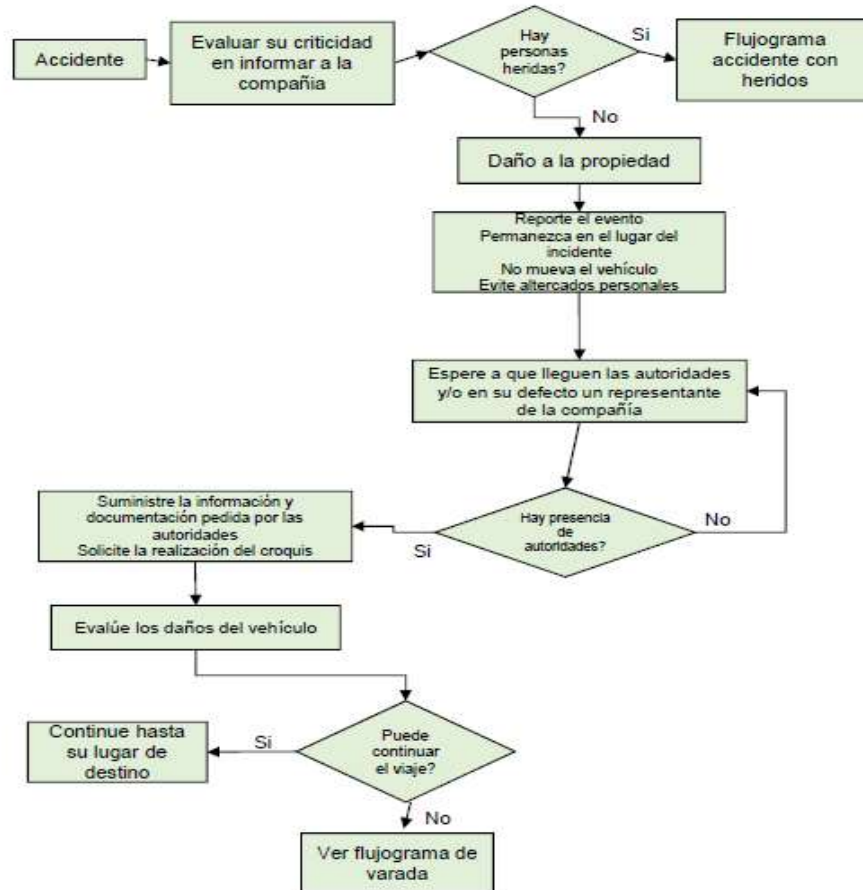 Accidente
Evaluar su criticidad
en informar a la
compañia
Hay
personas
heridas?
Si
Flujograma
accidente con
heridos
No
Daño a la propiedad
Reporte el evento
Permanezca en el lugar del
incidente
No mueva el vehículo
Evite altercados personales
Espere a que lleguen las autoridades
y/o en su defecto un representante
de la compañía
Hay presencia
de
autoridades?
No
Si
Suministre la información y
documentación pedida por las
autoridades
Solicite la realización del croquis
Evalúe los daños del vehículo
Puede
continuar
el viaje?
Si
Continue hasta
su lugar de
destino
No
Ver flujograma de
varada